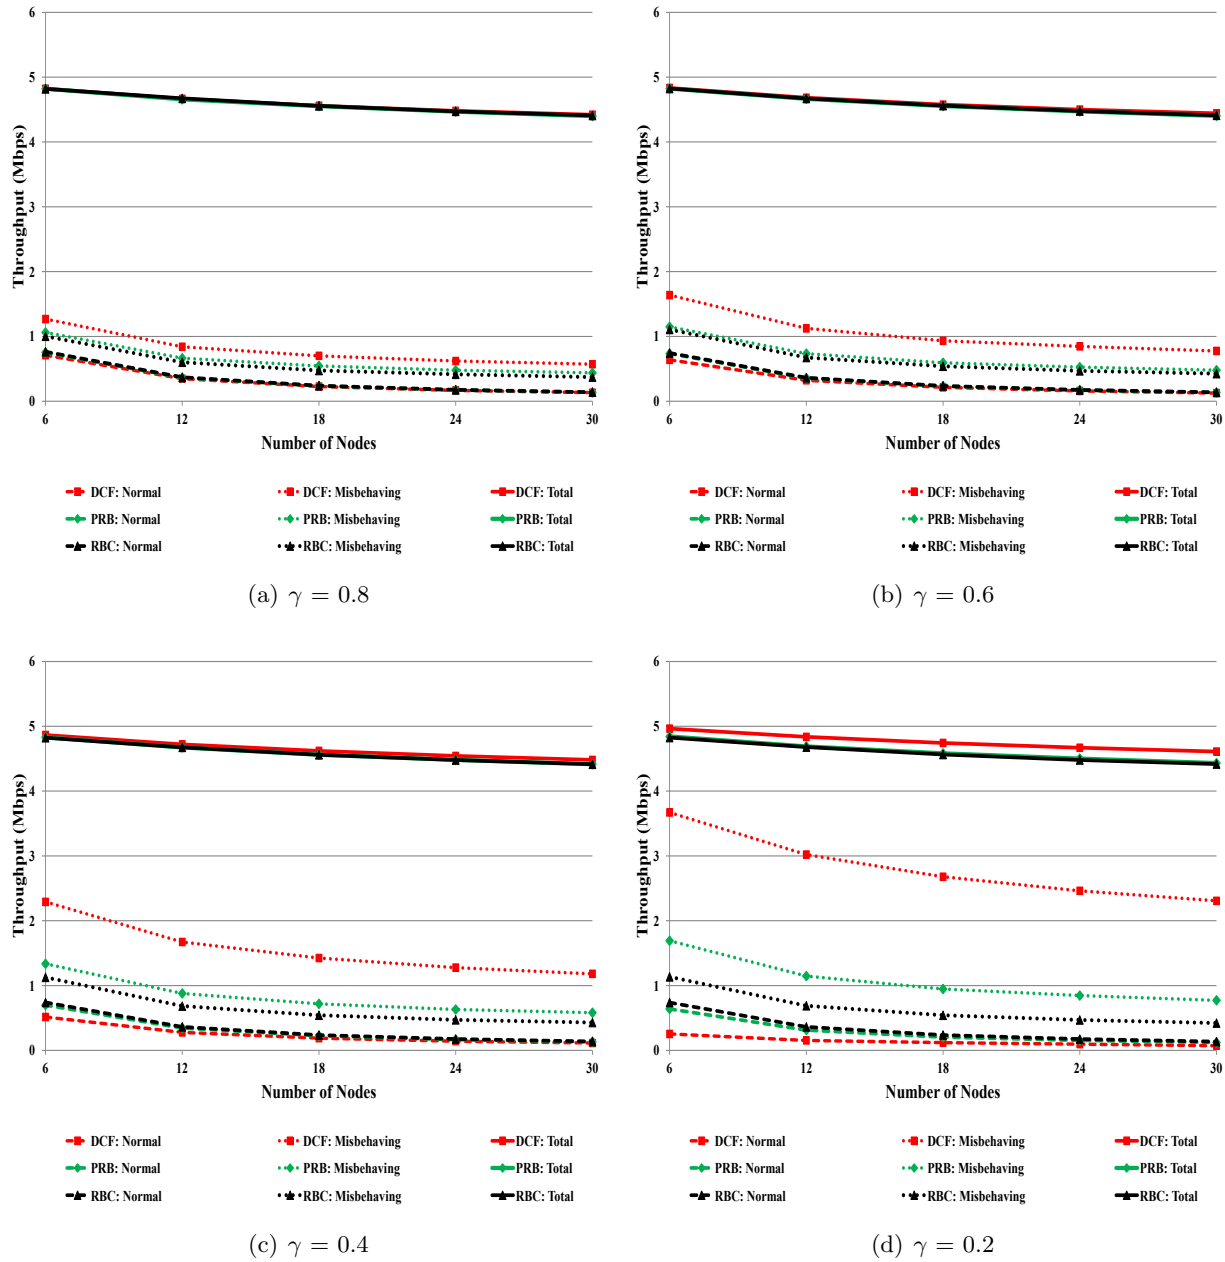 6
5
4
3
2
1
0
Throughput (Mbps)
6 12 18 24 30
Number of Nodes
DCF: Normal DCF: Misbehaving DCF: Total
PRB: Normal PRB: Misbehaving PRB: Total
RBC: Normal RBC: Misbehaving RBC: Total
(a) γ = 0.8
6
5
4
3
2
1
0
Throughput (Mbps)
6 12 18 24 30
Number of Nodes
DCF: Normal DCF: Misbehaving DCF: Total
PRB: Normal PRB: Misbehaving PRB: Total
RBC: Normal RBC: Misbehaving RBC: Total
(b) γ = 0.6
6
5
4
3
2
1
0
Throughput (Mbps)
6 12 18 24 30
Number of Nodes
DCF: Normal DCF: Misbehaving DCF: Total
PRB: Normal PRB: Misbehaving PRB: Total
RBC: Normal RBC: Misbehaving RBC: Total
(c) γ = 0.4
6
5
4
3
2
1
0
Throughput (Mbps)
6 12 18 24 30
Number of Nodes
DCF: Normal DCF: Misbehaving DCF: Total
PRB: Normal PRB: Misbehaving PRB: Total
RBC: Normal RBC: Misbehaving RBC: Total
(d) γ = 0.2